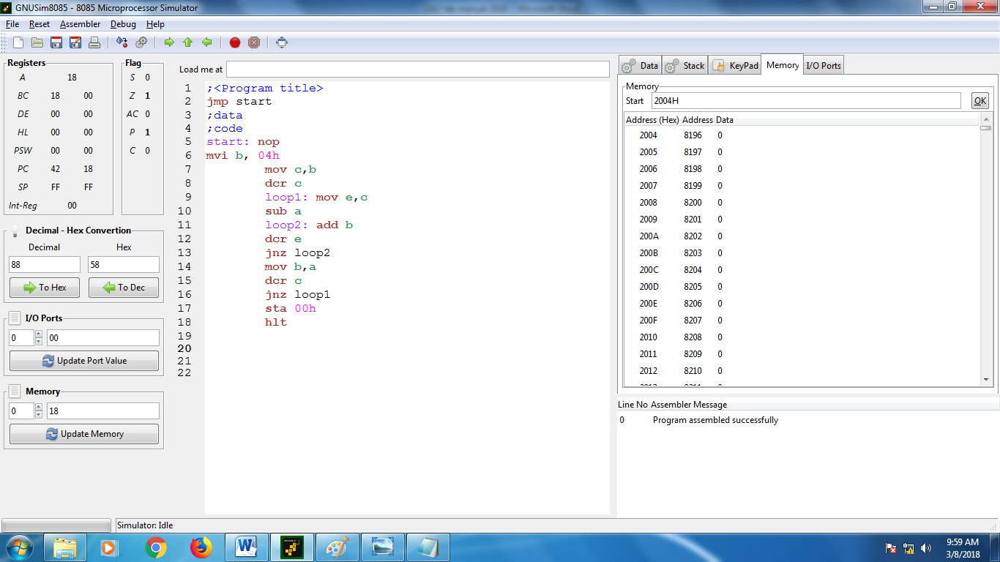 GNUSim8085 - 8085 Microprocessor Simulator
File Reset Assembler Debug Help
Registers
A 18
BC 18 00
DE 00 00
HL 00 00
PSW 00 00
PC 42 18
SP FF FF
Int-Reg 00
Flag
S 0
Z 1
AC 0
P 1
C 0
Decimal - Hex Convertion
Decimal Hex
88 58
To Hex To Dec
I/O Ports
0 00
Update Port Value
Memory
0 18
Update Memory
Load me at
1 ;<Program title>
2 jmp start
3 ;data
4 ;code
5 start: nop
6 mvi b, 04h
7 mov c,b
8 dcr c
9 loop1: mov e,c
10 sub a
11 loop2: add b
12 dcr e
13 jnz loop2
14 mov b,a
15 dcr c
16 jnz loop1
17 sta 00h
18 hlt
19
20
21
22
Data Stack KeyPad Memory I/O Ports
Memory
Start 2004H OK
Address (Hex) Address Data
2004 8196 0
2005 8197 0
2006 8198 0
2007 8199 0
2008 8200 0
2009 8201 0
200A 8202 0
200B 8203 0
200C 8204 0
200D 8205 0
200E 8206 0
200F 8207 0
2010 8208 0
2011 8209 0
2012 8210 0
Line No Assembler Message
0 Program assembled successfully
Simulator: Idle
9:59 AM
3/8/2018